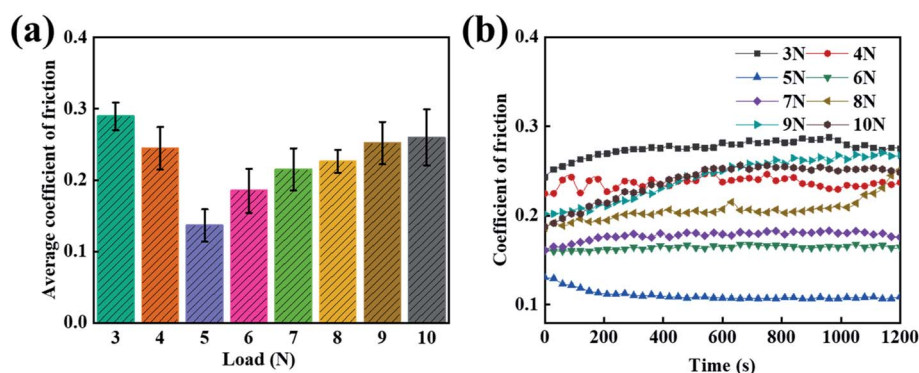 (a)
Average coefficient of friction
0.4
0.3
0.2
0.1
0.0
3 4 5 6 7 8 9 10
Load (N)
(b)
Coefficient of friction
0.4
0.3
0.2
0.1
3N 4N
5N 6N
7N 8N
9N 10N
0 200 400 600 800 1000 1200
Time (s)